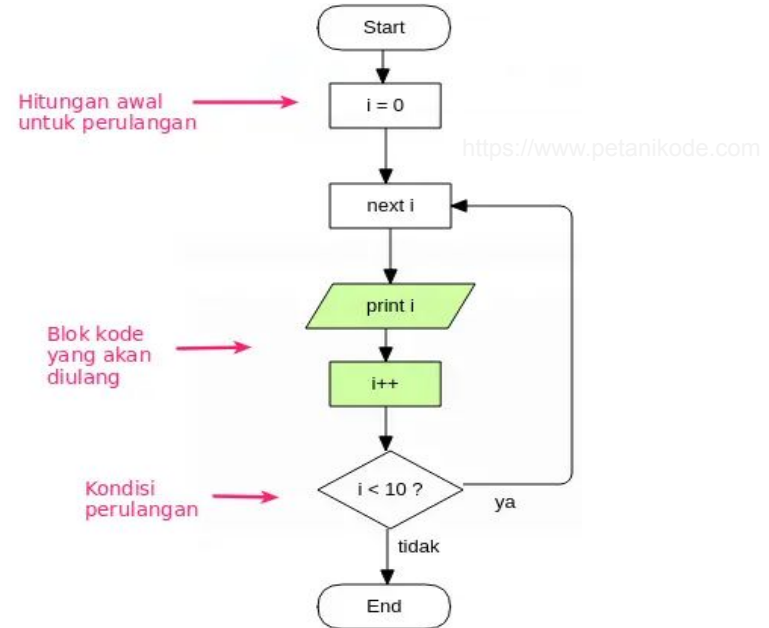 Start
Hitungan awal
untuk perulangan
i = 0
https://www.petanikode.com
next i
print i
Blok kode
yang akan
diulang
i++
Kondisi
perulangan
i < 10 ?
ya
tidak
End